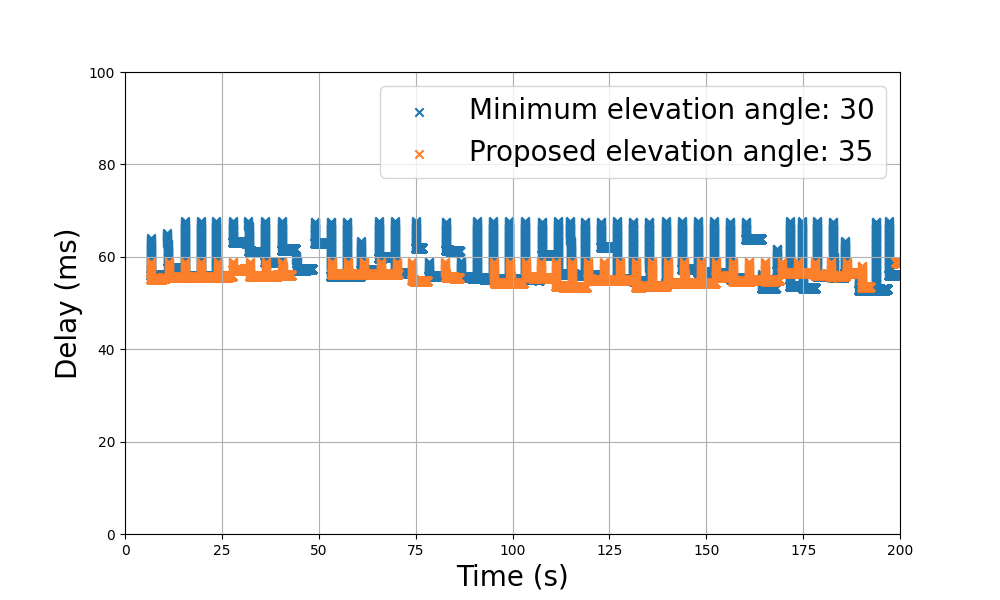 Minimum elevation angle: 30
Proposed elevation angle: 35
100
80
60
40
20
0
Delay (ms)
0 25 50 75 100 125 150 175 200
Time (s)